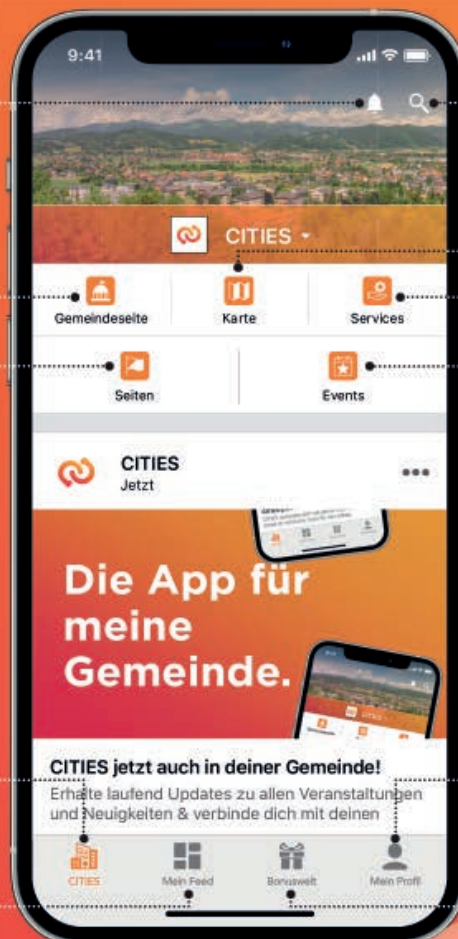 9:41
CITIES
Gemeindeseite
Karte
Services
Seiten
Events
CITIES
Jetzt
Die App für
meine
Gemeinde.
CITIES
CITIES jetzt auch in deiner Gemeinde!
Erhalte laufend Updates zu allen Veranstaltungen
und Neuigkeiten & verbinde dich mit deinen
CITIES
Mein Feed
Bonuswelt
Mein Profil